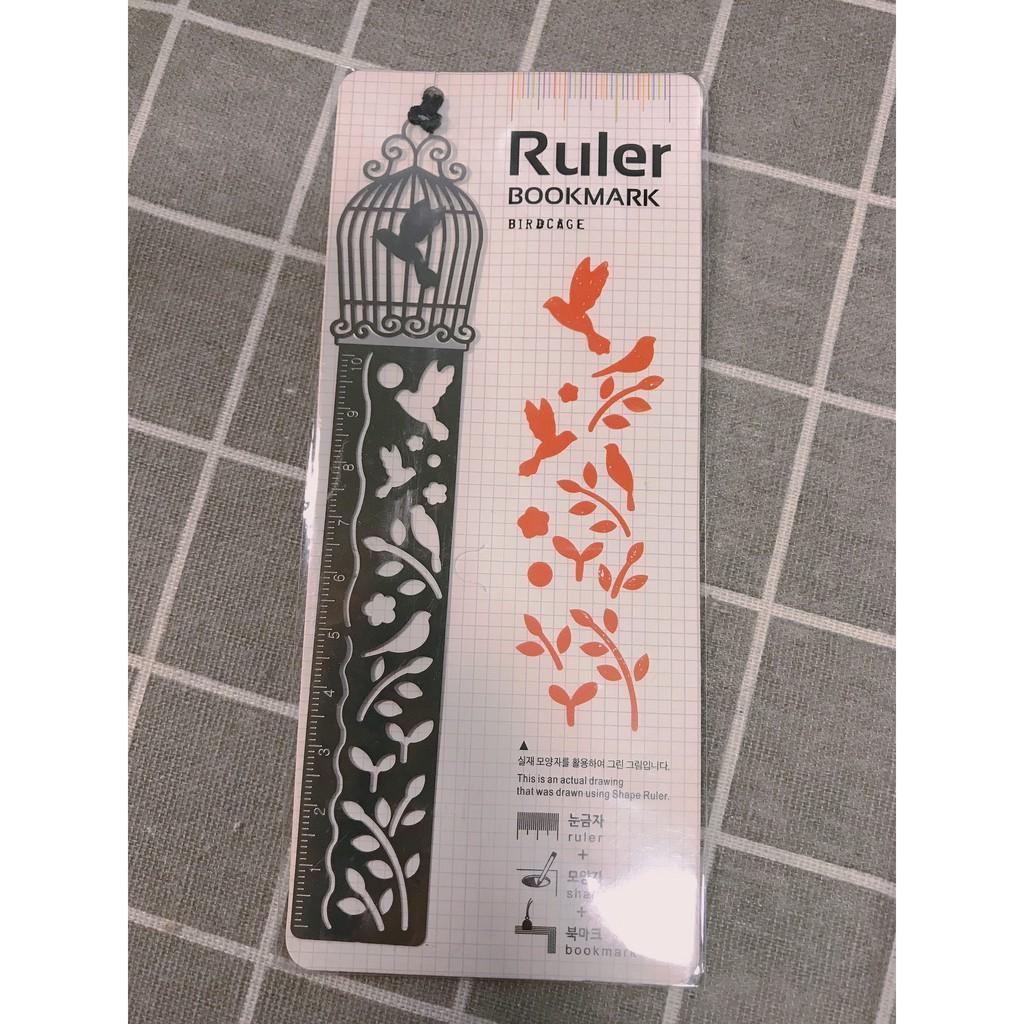 Ruler
BOOKMARK
BIRDCAGE
10
9
8
7
6
5
4
3
2
1
실재 모양자를 활용하여 그린 그림입니다.
This is an actual drawing
that was drawn using Shape Ruler.
눈금자
ruler
+
+
북마크
bookmark